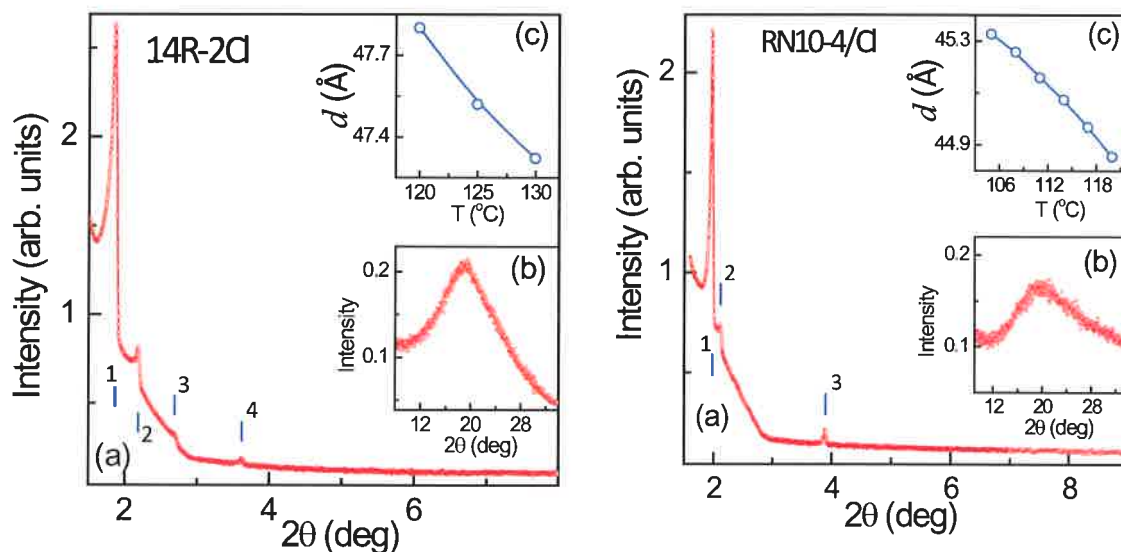 14R-2Cl
(c)
47.7
47.4
d (Å)
120
125
130
T (°C)
(b)
0.2
0.1
Intensity
12
20
28
2θ (deg)
Intensity (arb. units)
2
1
1
2
3
4
(a)
2
4
6
2θ (deg)
RN10-4/Cl
(c)
45.3
44.9
d (Å)
106
112
118
T (°C)
(b)
0.2
0.1
Intensity
12
20
28
2θ (deg)
Intensity (arb. units)
2
1
2
1
3
(a)
2
4
6
8
2θ (deg)